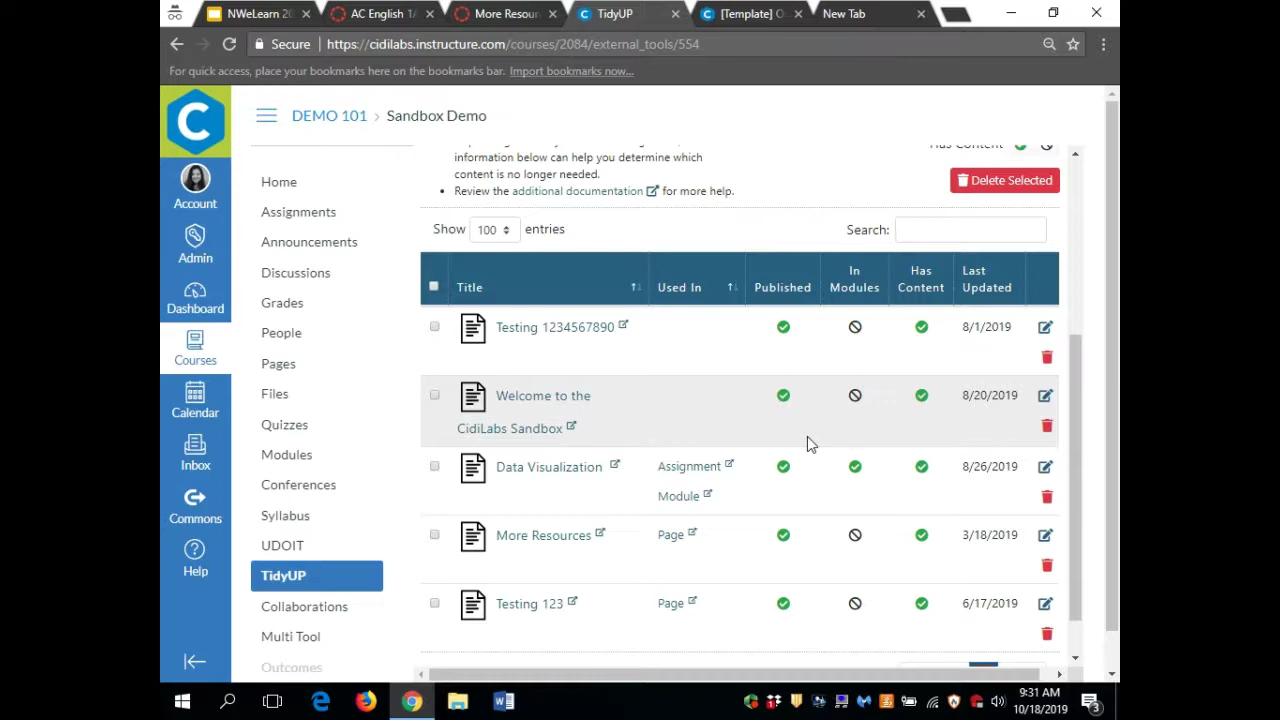 NWeLearn 20
AC English 1A
More Resour
TidyUP
[Template] O
New Tab
Secure
https://cidilabs.instructure.com/courses/2084/external_tools/554
For quick access, place your bookmarks here on the bookmarks bar. Import bookmarks now...
C
DEMO 101 > Sandbox Demo
Account
Admin
Dashboard
Courses
Calendar
Inbox
Commons
Help
Home
Assignments
Announcements
Discussions
Grades
People
Pages
Files
Quizzes
Modules
Conferences
Syllabus
UDOIT
TidyUP
Collaborations
Multi Tool
Outcomes
information below can help you determine which
content is no longer needed.
Review the additional documentation for more help.
Has Content
Delete Selected
Show 100 entries
Search:
Title Used In Published In Modules Has Content Last Updated
Testing 1234567890 8/1/2019
Welcome to the 8/20/2019
CidiLabs Sandbox
Data Visualization Assignment 8/26/2019
Module
More Resources Page 3/18/2019
Testing 123 Page 6/17/2019
9:31 AM
10/18/2019
3